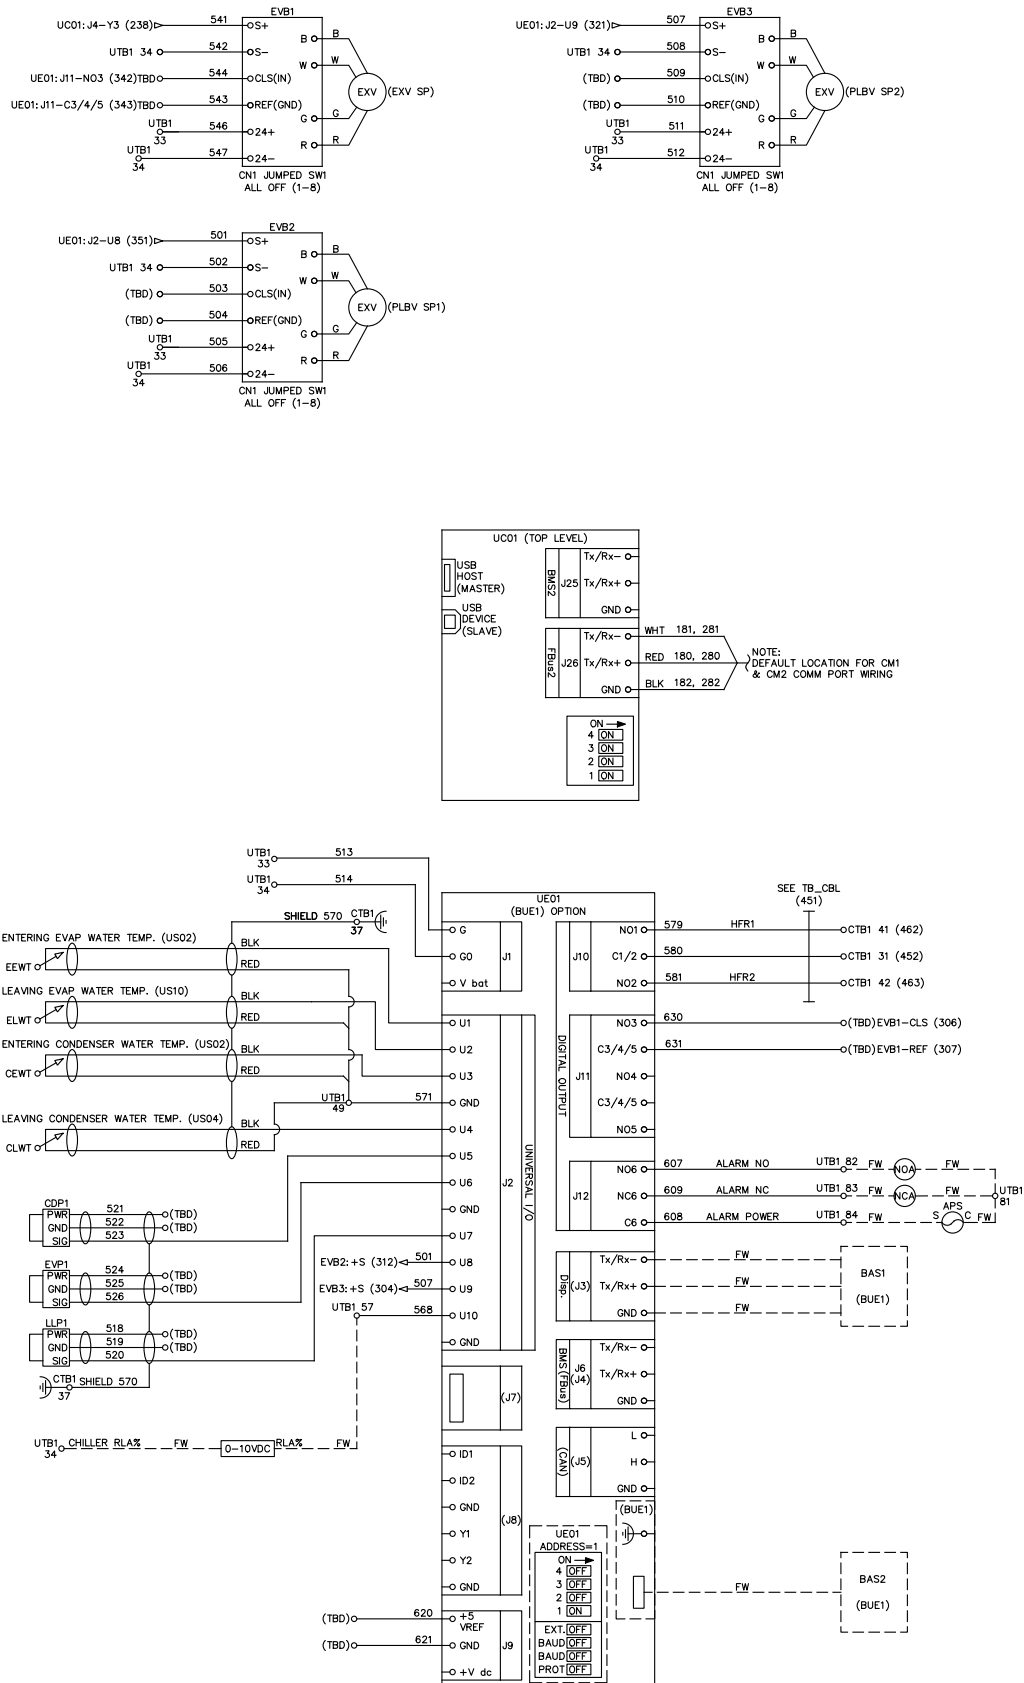 EVB1
UC01:J4-Y3 (238) 541 S+
UTB1 34 542 S-
UE01:J11-NO3 (342)TBD 544 CLS(IN)
UE01:J11-C3/4/5 (343)TBD 543 REF(GND)
UTB1 33 546 24+
UTB1 34 547 24-
B B
W W
G G
R R
EXV (EXV SP)
CN1 JUMPED SW1
ALL OFF (1-8)
EVB3
UE01:J2-U9 (321) 507 S+
UTB1 34 508 S-
(TBD) 509 CLS(IN)
(TBD) 510 REF(GND)
UTB1 33 511 24+
UTB1 34 512 24-
B B
W W
G G
R R
EXV (PLBV SP2)
CN1 JUMPED SW1
ALL OFF (1-8)
EVB2
UE01:J2-U8 (351) 501 S+
UTB1 34 502 S-
(TBD) 503 CLS(IN)
(TBD) 504 REF(GND)
UTB1 33 505 24+
UTB1 34 506 24-
B B
W W
G G
R R
EXV (PLBV SP1)
CN1 JUMPED SW1
ALL OFF (1-8)
UC01 (TOP LEVEL)
USB
HOST
(MASTER)
USB
DEVICE
(SLAVE)
BMS2 J25
Tx/Rx-
Tx/Rx+
GND
FBus2 J26
Tx/Rx- WHT 181, 281
Tx/Rx+ RED 180, 280
GND BLK 182, 282
NOTE:
DEFAULT LOCATION FOR CM1
& CM2 COMM PORT WIRING
ON
4 ON
3 ON
2 ON
1 ON
UTB1 33 513
UTB1 34 514
SHIELD 570 CTB1 37
ENTERING EVAP WATER TEMP. (US02)
EEWT BLK
RED
LEAVING EVAP WATER TEMP. (US10)
ELWT BLK
RED
ENTERING CONDENSER WATER TEMP. (US02)
CEWT BLK
RED
UTB1 49 571
LEAVING CONDENSER WATER TEMP. (US04)
CLWT BLK
RED
CDP1
PWR 521 (TBD)
GND 522 (TBD)
SIG 523
EVP1
PWR 524 (TBD)
GND 525 (TBD)
SIG 526
LLP1
PWR 518 (TBD)
GND 519 (TBD)
SIG 520
CTB1 37 SHIELD 570
EVB2:+S (312) 501
EVB3:+S (304) 507
UTB1 57 568
UTB1 34 CHILLER RLA% FW 0-10VDC RLA% FW
(TBD) 620
(TBD) 621
UE01
(BUE1) OPTION
G
G0
V bat
J1
U1
U2
U3
GND
U4
U5
U6
GND
U7
U8
U9
U10
GND
J2
UNIVERSAL I/O
(J7)
ID1
ID2
GND
Y1
Y2
GND
(J8)
+5
VREF
GND
+V dc
J9
UE01
ADDRESS=1
ON
4 OFF
3 OFF
2 OFF
1 ON
EXT. OFF
BAUD OFF
BAUD OFF
PROT OFF
SEE TB_CBL
(451)
J10
NO1 579 HFR1 CTB1 41 (462)
C1/2 580 CTB1 31 (452)
NO2 581 HFR2 CTB1 42 (463)
DIGITAL OUTPUT
J11
NO3 630 (TBD)EVB1-CLS (306)
C3/4/5 631 (TBD)EVB1-REF (307)
NO4
C3/4/5
NO5
J12
NO6 607 ALARM NO UTB1 82 FW NOA FW
NC6 609 ALARM NC UTB1 83 FW NCA FW UTB1 81
C6 608 ALARM POWER UTB1 84 FW S APS C FW
Disp. (J3)
Tx/Rx- FW
Tx/Rx+ FW
GND FW
BAS1
(BUE1)
BMS (FBus) J6 (J4)
Tx/Rx-
Tx/Rx+
GND
(CAN) (J5)
L
H
GND
(BUE1)
FW
BAS2
(BUE1)